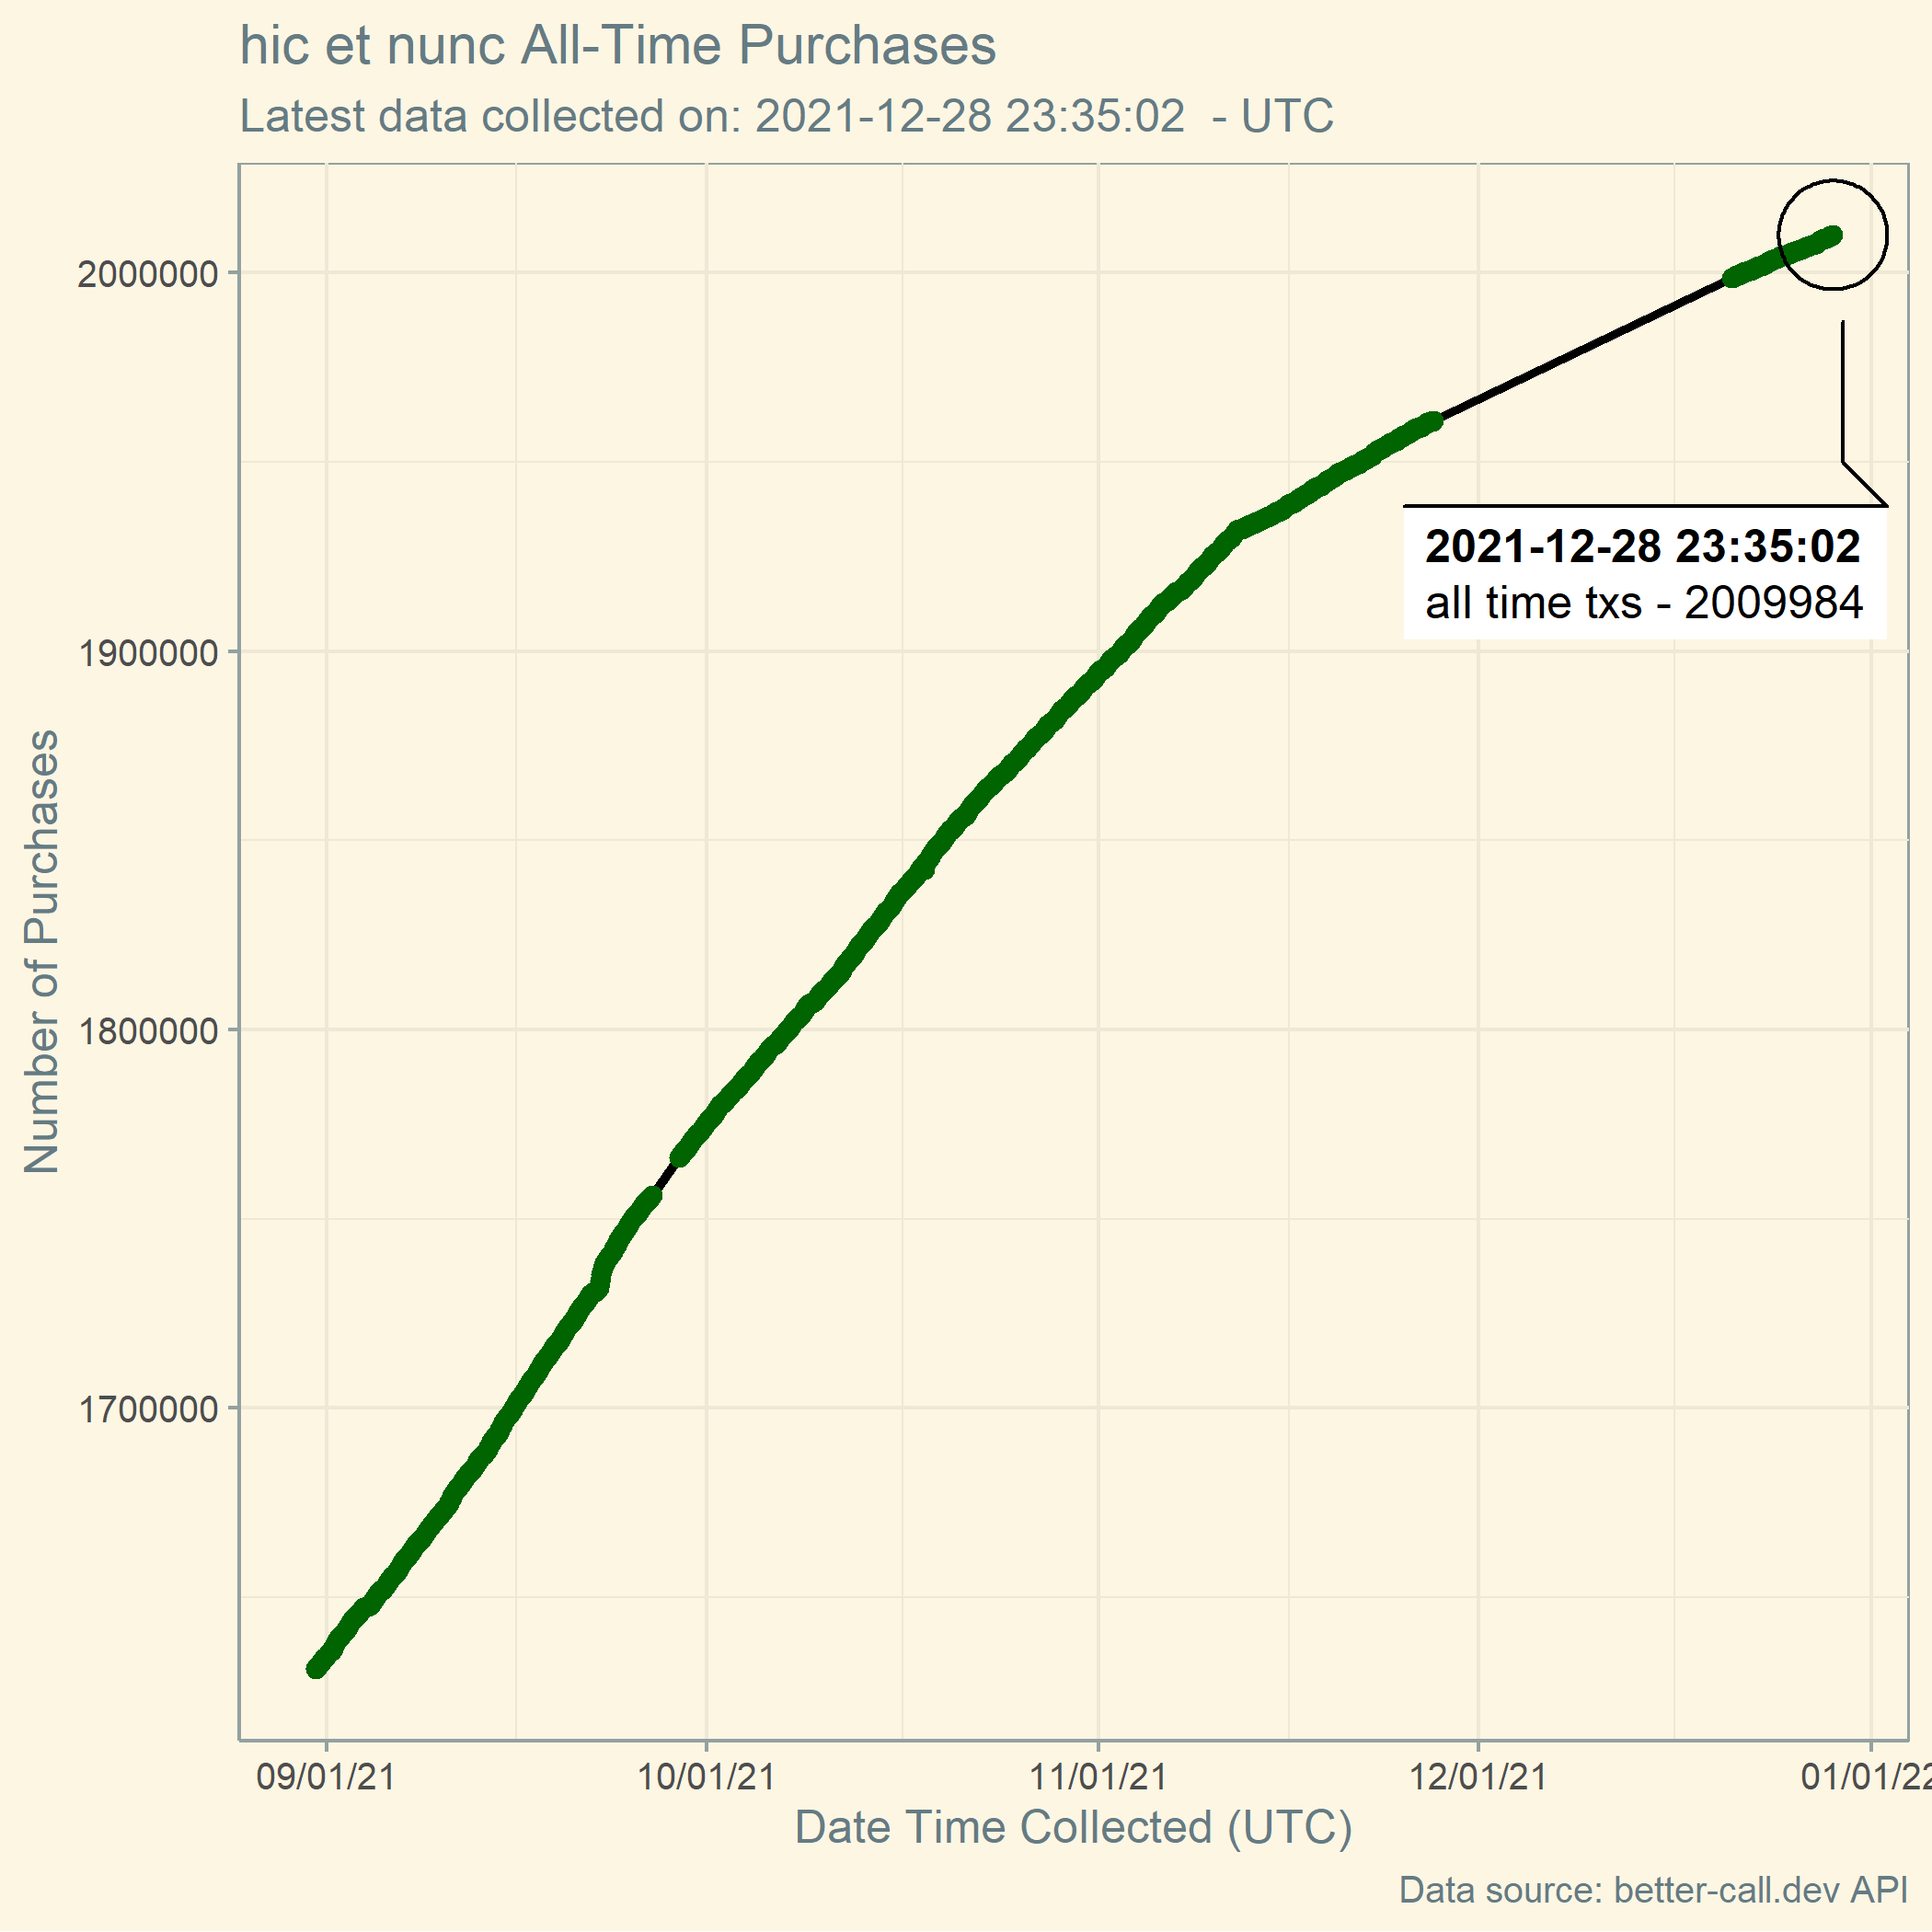 hic et nunc All-Time Purchases
Latest data collected on: 2021-12-28 23:35:02  - UTC
Number of Purchases
2000000
1900000
1800000
1700000
2021-12-28 23:35:02
all time txs - 2009984
09/01/21
10/01/21
11/01/21
12/01/21
01/01/22
Date Time Collected (UTC)
Data source: better-call.dev API